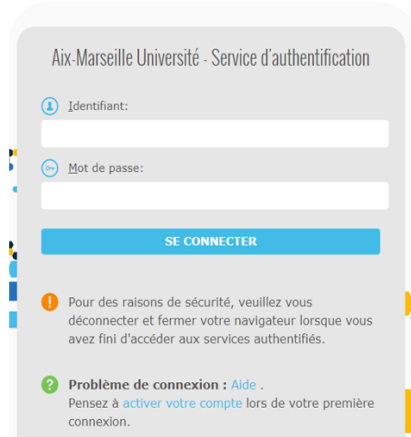 Aix-Marseille Université - Service d'authentification
Identifiant:
Mot de passe:
SE CONNECTER
Pour des raisons de sécurité, veuillez vous
déconnecter et fermer votre navigateur lorsque vous
avez fini d'accéder aux services authentifiés.
Problème de connexion : Aide .
Pensez à activer votre compte lors de votre première
connexion.